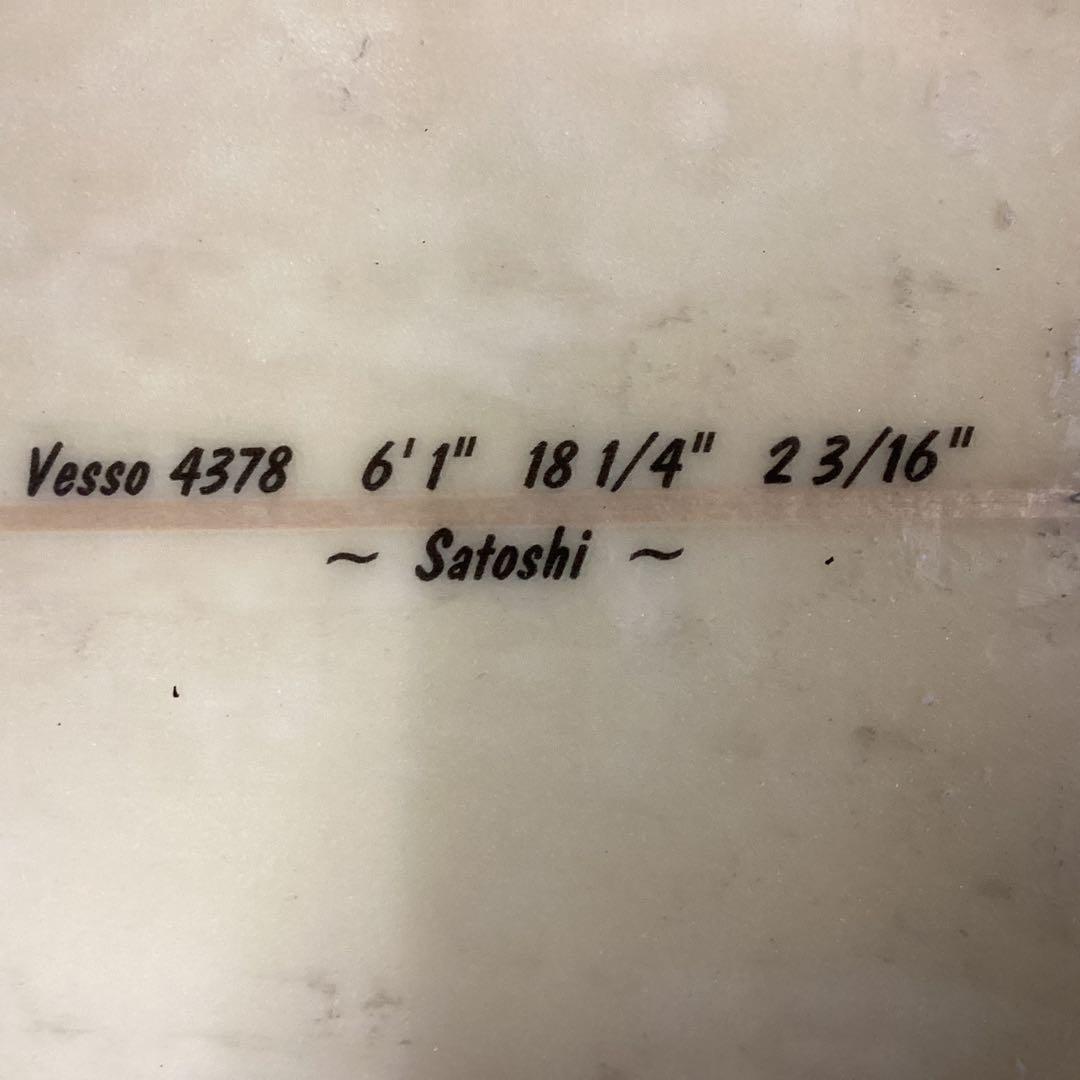 Vesso 4378 6' 1" 18 1/4" 2 3/16"
~ Satoshi ~